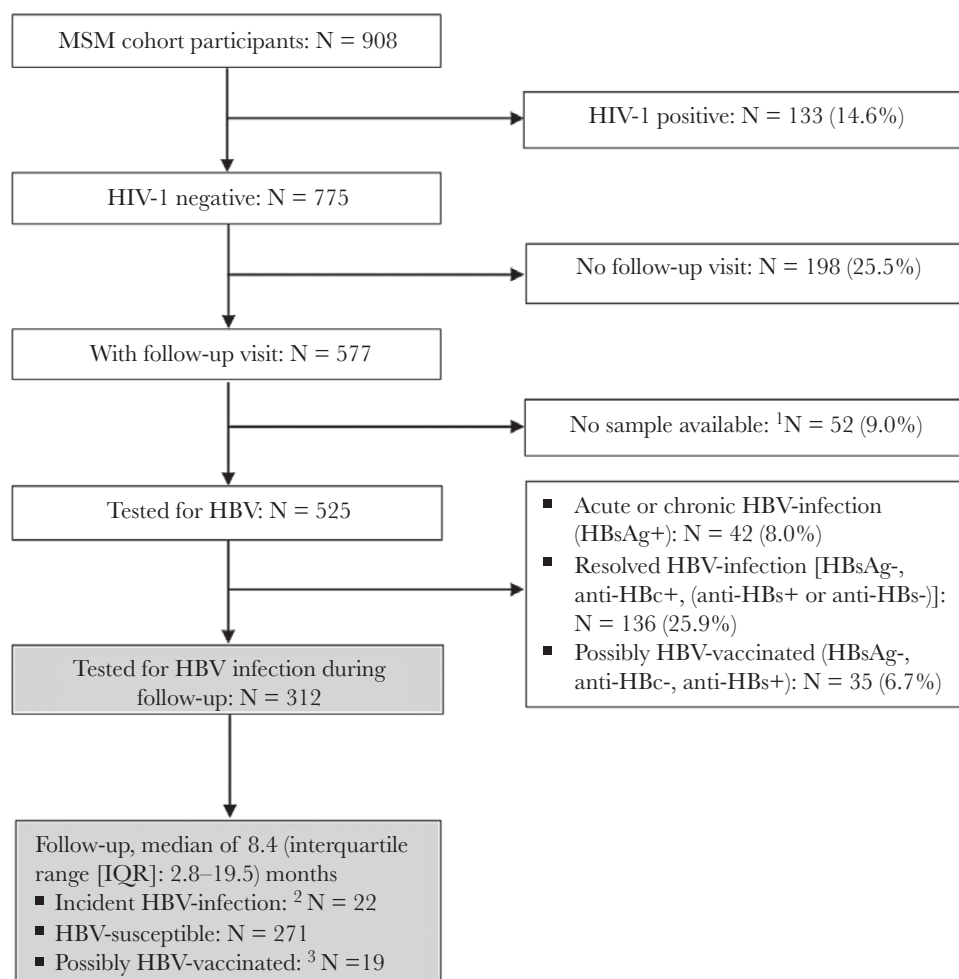 MSM cohort participants: N = 908
HIV-1 positive: N = 133 (14.6%)
HIV-1 negative: N = 775
No follow-up visit: N = 198 (25.5%)
With follow-up visit: N = 577
No sample available: ¹N = 52 (9.0%)
Tested for HBV: N = 525
■ Acute or chronic HBV-infection
(HBsAg+): N = 42 (8.0%)
■ Resolved HBV-infection [HBsAg-,
anti-HBc+, (anti-HBs+ or anti-HBs-)]:
N = 136 (25.9%)
■ Possibly HBV-vaccinated (HBsAg-,
anti-HBc-, anti-HBs+): N = 35 (6.7%)
Tested for HBV infection during
follow-up: N = 312
Follow-up, median of 8.4 (interquartile
range [IQR]: 2.8–19.5) months
■ Incident HBV-infection: ² N = 22
■ HBV-susceptible: N = 271
■ Possibly HBV-vaccinated: ³ N =19